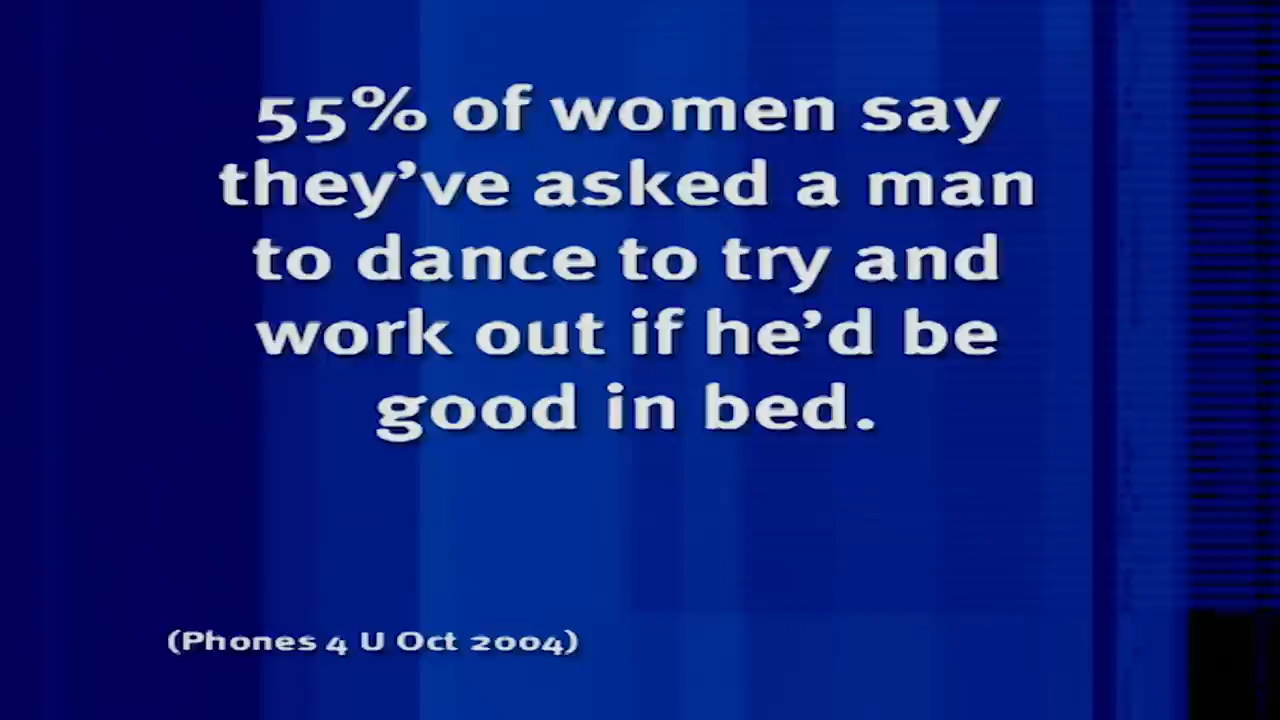 55% of women say
they’ve asked a man
to dance to try and
work out if he’d be
good in bed.
(Phones 4 U Oct 2004)